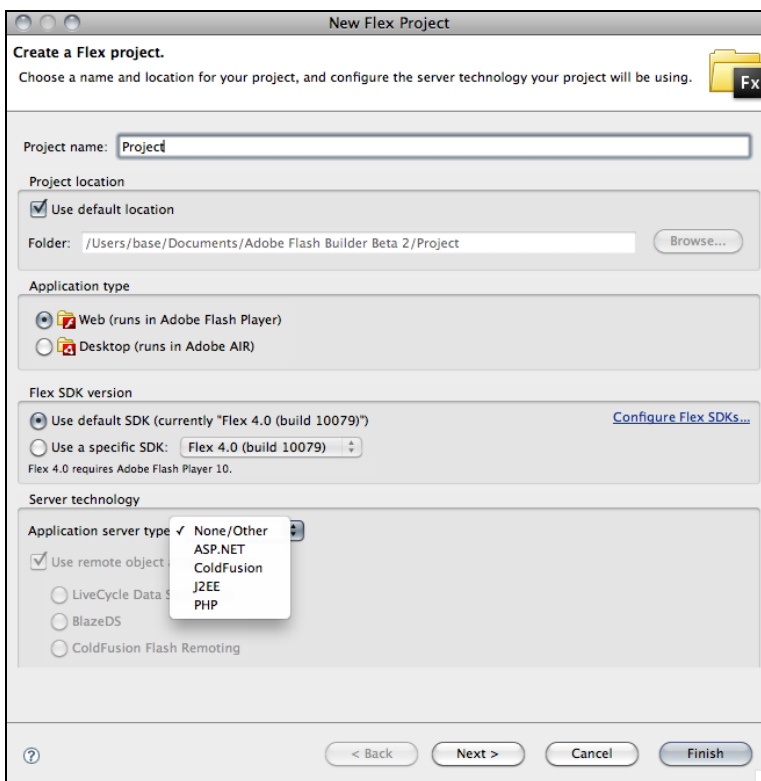 New Flex Project
Create a Flex project.
Choose a name and location for your project, and configure the server technology your project will be using.
Fx
Project name: Project
Project location
Use default location
Folder: /Users/base/Documents/Adobe Flash Builder Beta 2/Project Browse...
Application type
Web (runs in Adobe Flash Player)
Desktop (runs in Adobe AIR)
Flex SDK version
Use default SDK (currently "Flex 4.0 (build 10079)") Configure Flex SDKs...
Use a specific SDK: Flex 4.0 (build 10079)
Flex 4.0 requires Adobe Flash Player 10.
Server technology
Application server type ✓ None/Other
ASP.NET
Use remote object
ColdFusion
J2EE
LiveCycle Data
PHP
BlazeDS
ColdFusion Flash Remoting
? < Back Next > Cancel Finish